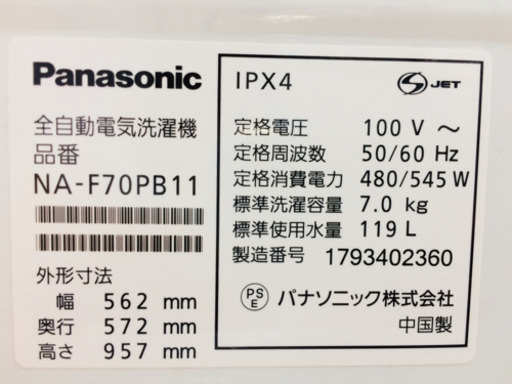 Panasonic
全自動電気洗濯機
品番
NA-F70PB11
外形寸法
幅 562 mm
奥行 572 mm
高さ 957 mm
IPX4
S JET
定格電圧 100 V ～
定格周波数 50/60 Hz
定格消費電力 480/545 W
標準洗濯容量 7.0 kg
標準使用水量 119 L
製造番号 1793402360
PS
E パナソニック株式会社
中国製